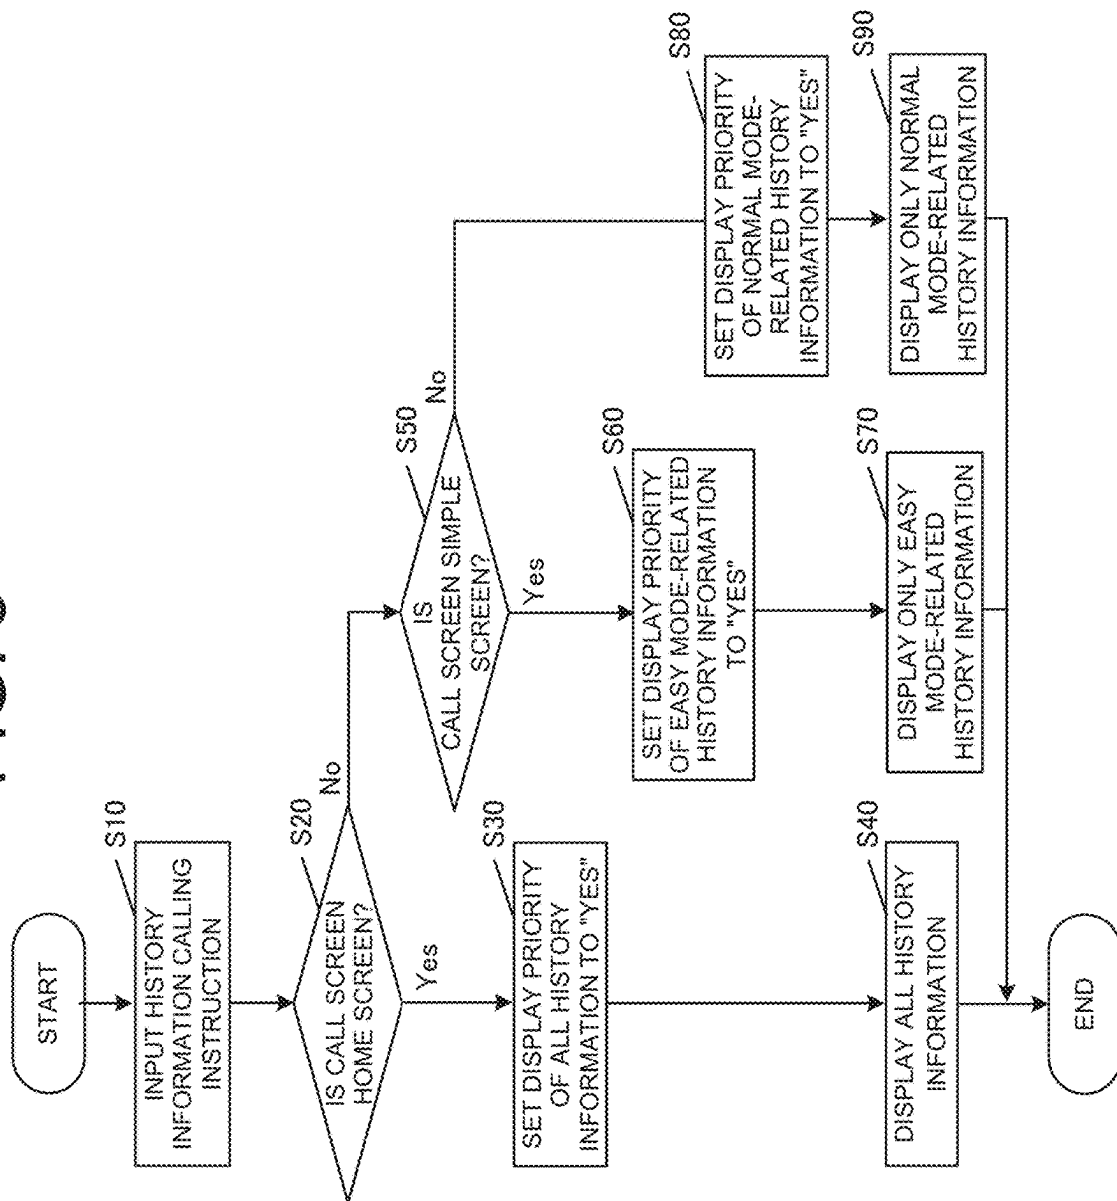 START
S10
INPUT HISTORY
INFORMATION CALLING
INSTRUCTION
S20
IS CALL SCREEN
HOME SCREEN?
No
Yes
S30
SET DISPLAY PRIORITY
OF ALL HISTORY
INFORMATION TO "YES"
S40
DISPLAY ALL HISTORY
INFORMATION
S50
IS
CALL SCREEN SIMPLE
SCREEN?
No
Yes
S60
SET DISPLAY PRIORITY
OF EASY MODE-RELATED
HISTORY INFORMATION
TO "YES"
S70
DISPLAY ONLY EASY
MODE-RELATED
HISTORY INFORMATION
S80
SET DISPLAY PRIORITY
OF NORMAL MODE-
RELATED HISTORY
INFORMATION TO "YES"
S90
DISPLAY ONLY NORMAL
MODE-RELATED
HISTORY INFORMATION
END